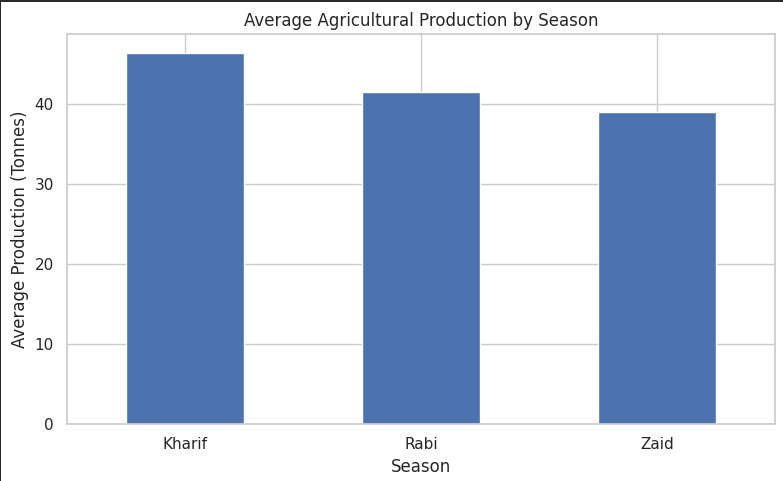 Average Agricultural Production by Season
Average Production (Tonnes)
40
30
20
10
0
Kharif
Rabi
Zaid
Season